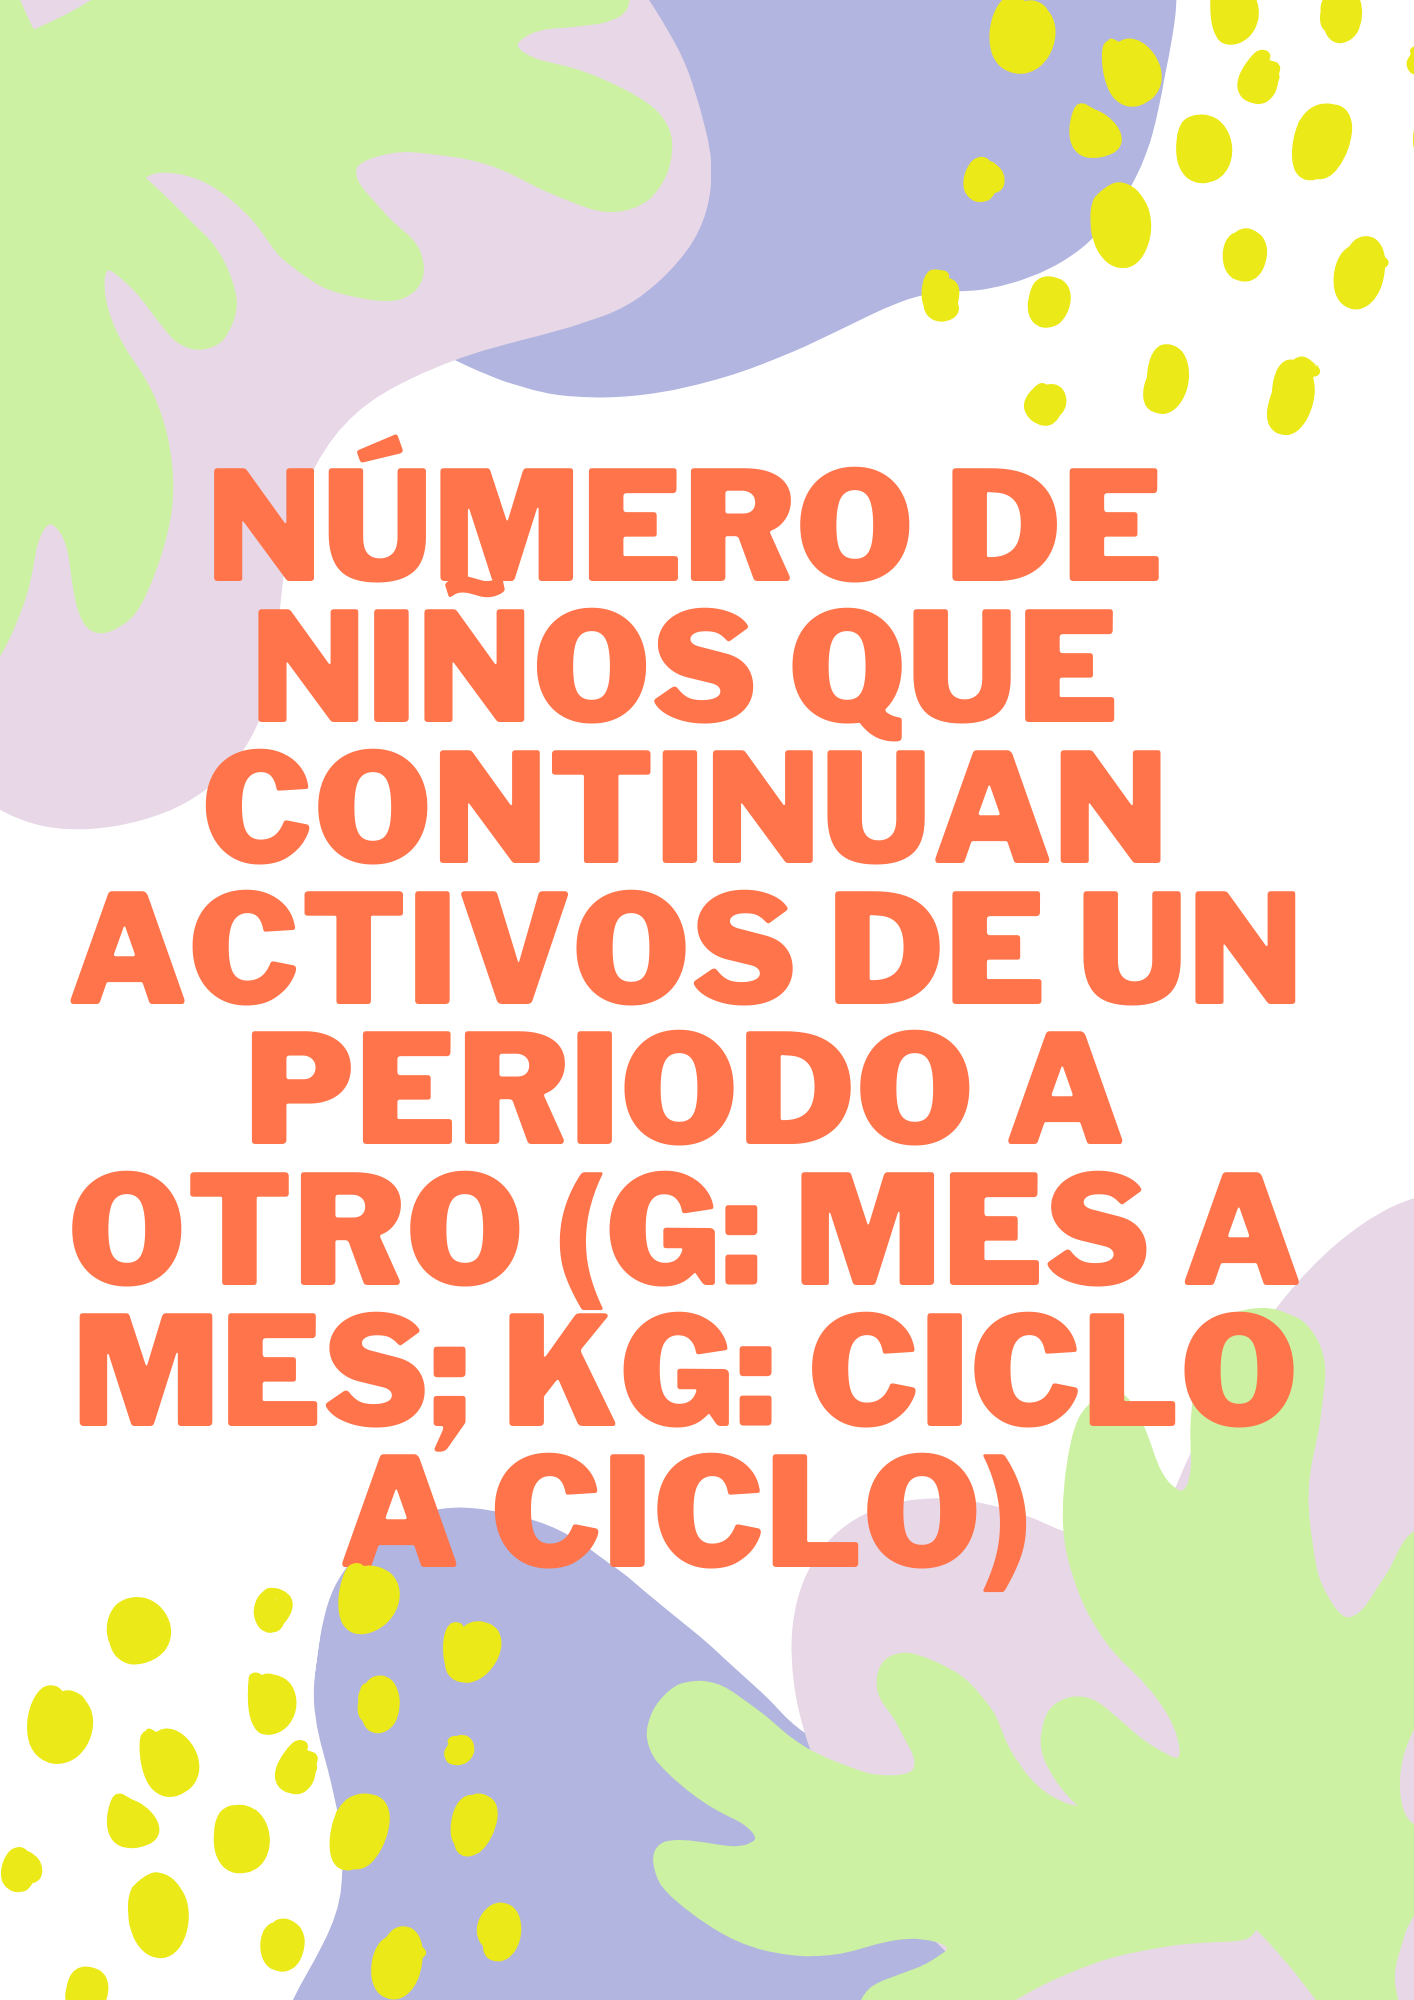 NÚMERO DE
NIÑOS QUE
CONTINUAN
ACTIVOS DE UN
PERIODO A
OTRO (G: MES A
MES; KG: CICLO
A CICLO)